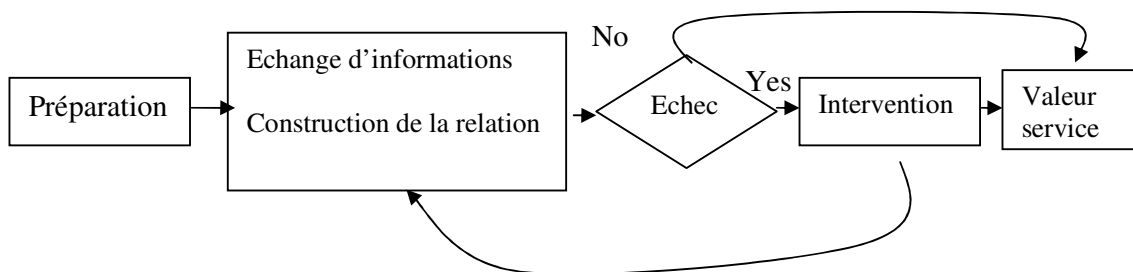 Préparation
Echange d’informations
Construction de la relation
No
Echec
Yes
Intervention
Valeur
service